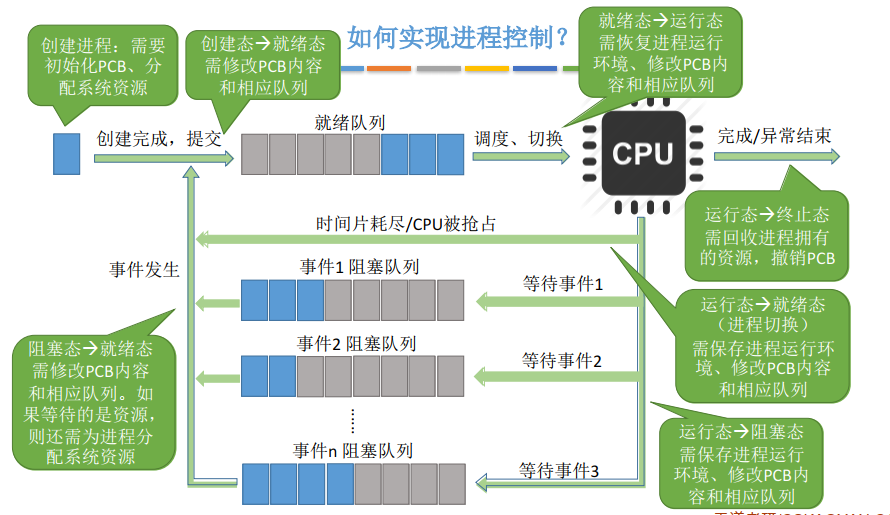 如何实现进程控制？
创建进程：需要
初始化PCB、分
配系统资源
创建态→就绪态
需修改PCB内容
和相应队列
就绪态→运行态
需恢复进程运行
环境、修改PCB内
容和相应队列
创建完成，提交
就绪队列
调度、切换
CPU
完成/异常结束
运行态→终止态
需回收进程拥有
的资源，撤销PCB
时间片耗尽/CPU被抢占
事件发生
事件1 阻塞队列
等待事件1
运行态→就绪态
（进程切换）
需保存进程运行环
境、修改PCB内容
和相应队列
阻塞态→就绪态
需修改PCB内容
和相应队列。如
果等待的是资源，
则还需为进程分
配系统资源
事件2 阻塞队列
等待事件2
......
事件n 阻塞队列
等待事件3
运行态→阻塞态
需保存进程运行
环境、修改PCB内
容和相应队列